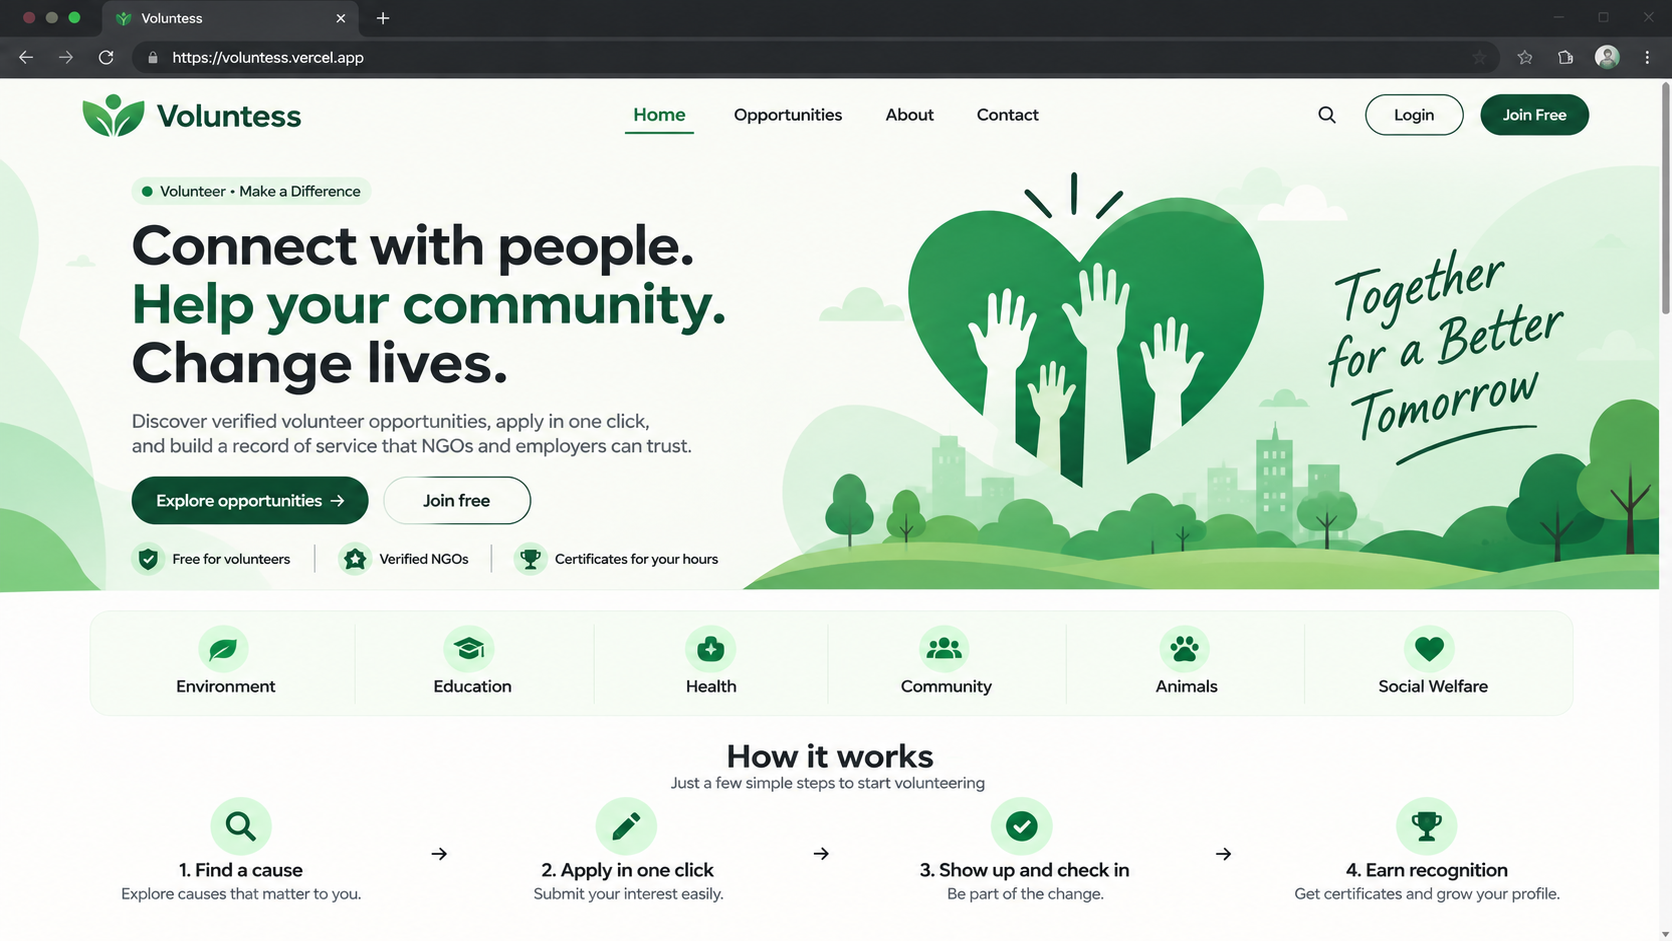 Voluntess
https://voluntess.vercel.app
Voluntess
Home
Opportunities
About
Contact
Login
Join Free
Volunteer • Make a Difference
Connect with people.
Help your community.
Change lives.
Discover verified volunteer opportunities, apply in one click,
and build a record of service that NGOs and employers can trust.
Explore opportunities →
Join free
Free for volunteers
Verified NGOs
Certificates for your hours
Together
for a Better
Tomorrow
Environment
Education
Health
Community
Animals
Social Welfare
How it works
Just a few simple steps to start volunteering
1. Find a cause
Explore causes that matter to you.
2. Apply in one click
Submit your interest easily.
3. Show up and check in
Be part of the change.
4. Earn recognition
Get certificates and grow your profile.